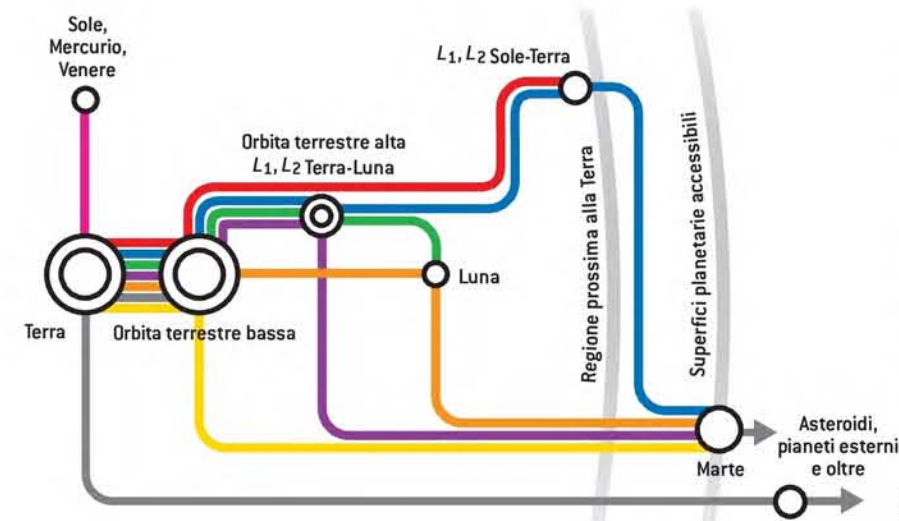 Sole,
Mercurio,
Venere
L1, L2 Sole-Terra
Orbita terrestre alta
L1, L2 Terra-Luna
Regione prossima alla Terra
Superfici planetarie accessibili
Luna
Terra
Orbita terrestre bassa
Marte
Asteroidi,
pianeti esterni
e oltre